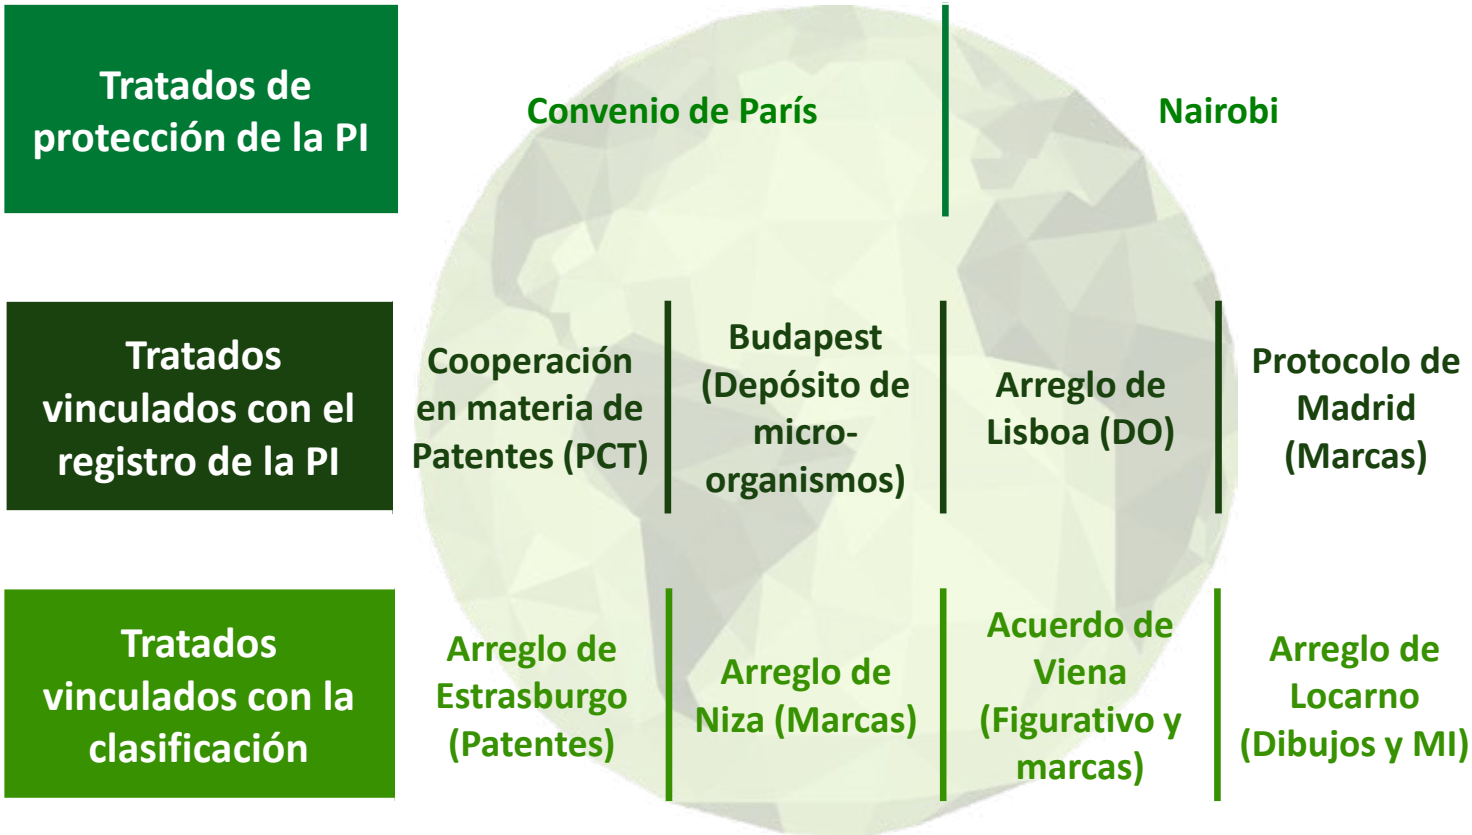 Tratados de
protección de la PI
Convenio de París
Nairobi
Tratados
vinculados con el
registro de la PI
Cooperación
en materia de
Patentes (PCT)
Budapest
(Depósito de
micro-
organismos)
Arreglo de
Lisboa (DO)
Protocolo de
Madrid
(Marcas)
Tratados
vinculados con la
clasificación
Arreglo de
Estrasburgo
(Patentes)
Arreglo de
Niza (Marcas)
Acuerdo de
Viena
(Figurativo y
marcas)
Arreglo de
Locarno
(Dibujos y MI)